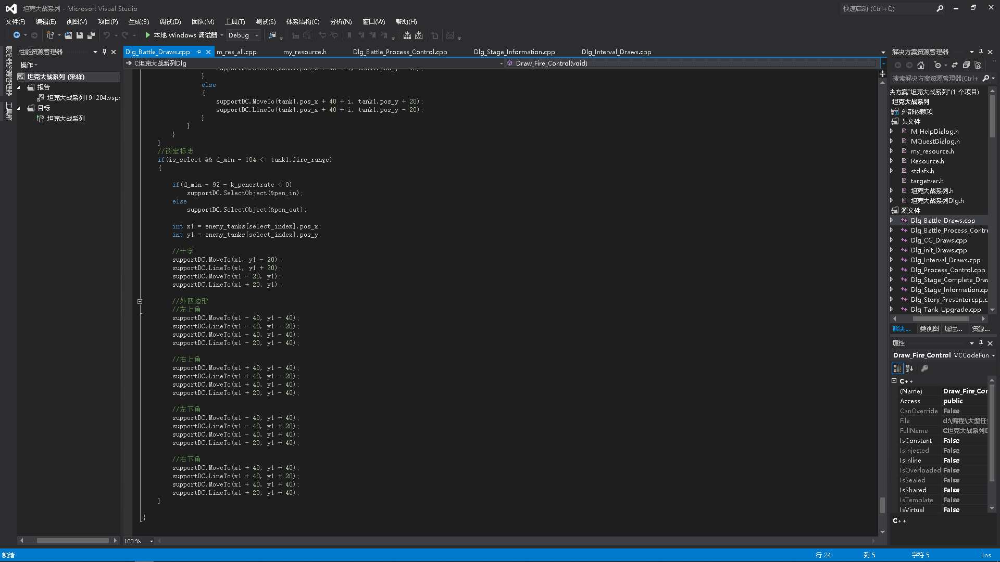 坦克大战系列 - Microsoft Visual Studio
快速启动 (Ctrl+Q)
文件(F) 编辑(E) 视图(V) 项目(P) 生成(B) 调试(D) 团队(M) 工具(T) 测试(S) 体系结构(C) 分析(N) 窗口(W) 帮助(H)
本地 Windows 调试器 Debug
服务器资源管理器
工具箱
性能资源管理器
操作
坦克大战系列 (采样)
报告
坦克大战系列191204.vsp
目标
坦克大战系列
Dlg_Battle_Draws.cpp m_res_all.cpp my_resource.h Dlg_Battle_Process_Control.cpp Dlg_Stage_Information.cpp Dlg_Interval_Draws.cpp
C坦克大战系列Dlg Draw_Fire_Control(void)
}
else
{
supportDC.MoveTo(tank1.pos_x + 40 + i, tank1.pos_y + 20);
supportDC.LineTo(tank1.pos_x + 40 + i, tank1.pos_y - 20);
}
}
}
}
//锁定标志
if(is_select && d_min - 104 <= tank1.fire_range)
{
if(d_min - 92 - k_penertrate < 0)
supportDC.SelectObject(&pen_in);
else
supportDC.SelectObject(&pen_out);
int x1 = enemy_tanks[select_index].pos_x;
int y1 = enemy_tanks[select_index].pos_y;
//十字
supportDC.MoveTo(x1, y1 - 20);
supportDC.LineTo(x1, y1 + 20);
supportDC.MoveTo(x1 - 20, y1);
supportDC.LineTo(x1 + 20, y1);
//外四边形
//左上角
supportDC.MoveTo(x1 - 40, y1 - 40);
supportDC.LineTo(x1 - 40, y1 - 20);
supportDC.MoveTo(x1 - 40, y1 - 40);
supportDC.LineTo(x1 - 20, y1 - 40);
//右上角
supportDC.MoveTo(x1 + 40, y1 - 40);
supportDC.LineTo(x1 + 40, y1 - 20);
supportDC.MoveTo(x1 + 40, y1 - 40);
supportDC.LineTo(x1 + 20, y1 - 40);
//左下角
supportDC.MoveTo(x1 - 40, y1 + 40);
supportDC.LineTo(x1 - 40, y1 + 20);
supportDC.MoveTo(x1 - 40, y1 + 40);
supportDC.LineTo(x1 - 20, y1 + 40);
//右下角
supportDC.MoveTo(x1 + 40, y1 + 40);
supportDC.LineTo(x1 + 40, y1 + 20);
supportDC.MoveTo(x1 + 40, y1 + 40);
supportDC.LineTo(x1 + 20, y1 + 40);
}
}
100 %
解决方案资源管理器
搜索解决方案资源管理器(Ctrl+
决方案"坦克大战系列"(1 个项目)
坦克大战系列
外部依赖项
头文件
M_HelpDialog.h
MQuestDialog.h
my_resource.h
Resource.h
stdafx.h
targetver.h
坦克大战系列.h
坦克大战系列Dlg.h
源文件
Dlg_Battle_Draws.cpp
Dlg_Battle_Process_Contro
Dlg_CG_Draws.cpp
Dlg_init_Draws.cpp
Dlg_Interval_Draws.cpp
Dlg_Process_Control.cpp
Dlg_Stage_Complete_Drav
Dlg_Stage_Information.cp
Dlg_Story_Presentorcpp.c
Dlg_Tank_Upgrade.cpp
解决... 类视图 属性... 资源...
属性
Draw_Fire_Control VCCodeFun
C++
(Name) Draw_Fire_Cor
Access public
CanOverride False
File d:\编程\大型任
FullName C坦克大战系列D
IsConstant False
IsInjected False
IsInline False
IsOverloaded False
IsSealed False
IsShared False
IsTemplate False
IsVirtual False
C++
就绪 行 24 列 5 字符 5 Ins